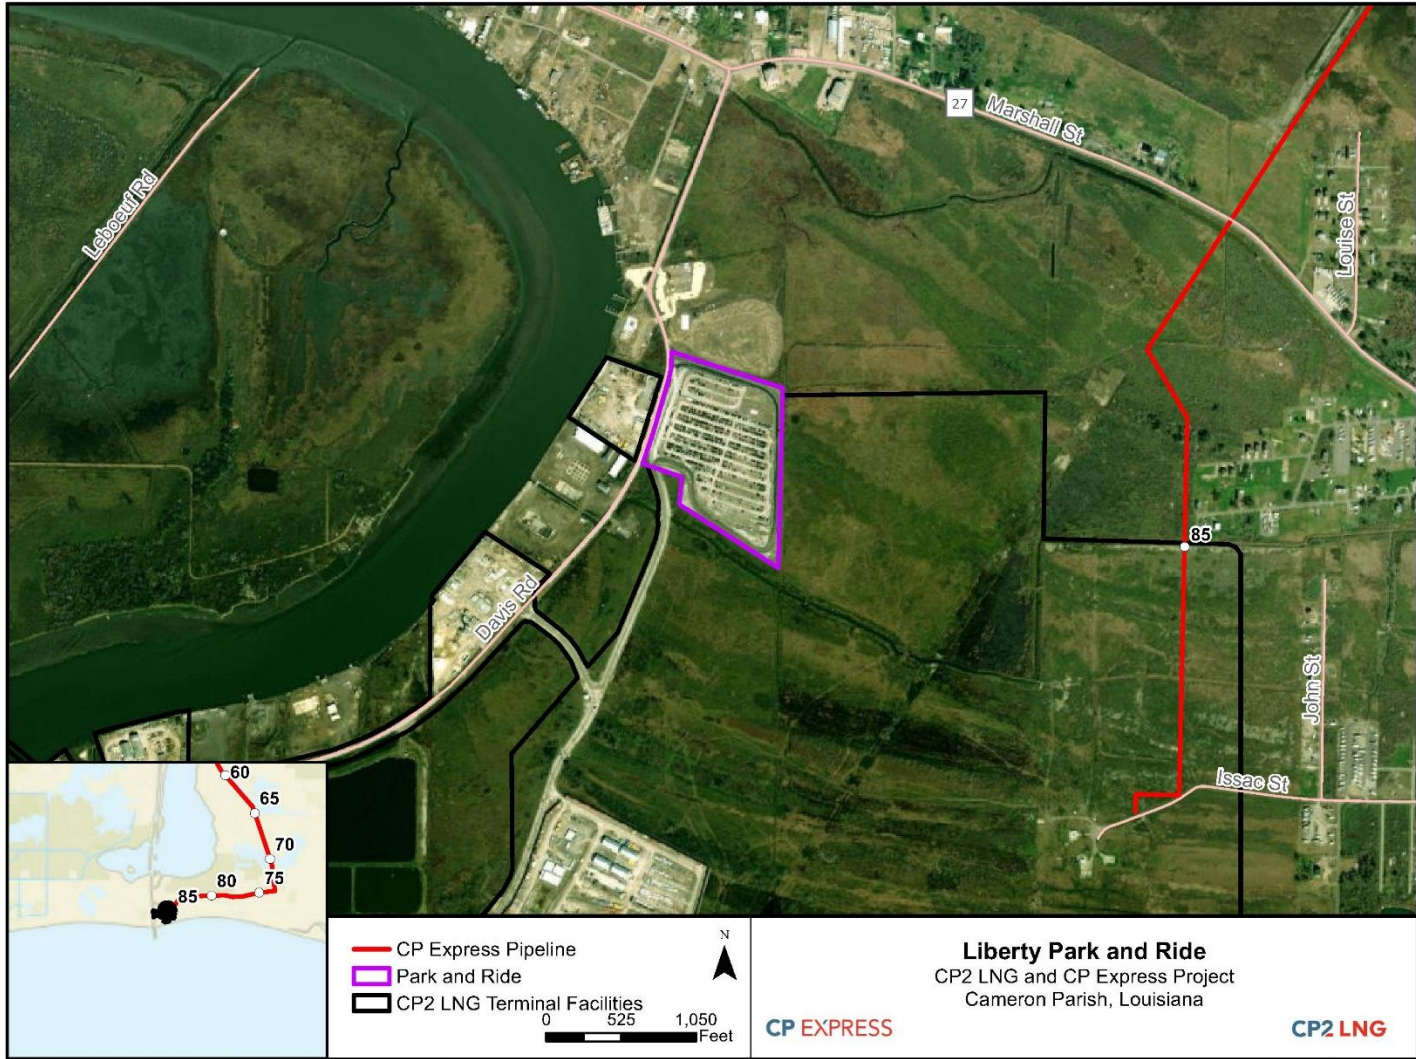 27
Marshall St
Leboeuf Rd
Louise St
85
Davis Rd
John St
Issac St
60
65
70
75
80
85
CP Express Pipeline
Park and Ride
CP2 LNG Terminal Facilities
N
0 525 1,050
Feet
Liberty Park and Ride
CP2 LNG and CP Express Project
Cameron Parish, Louisiana
CP EXPRESS
CP2 LNG